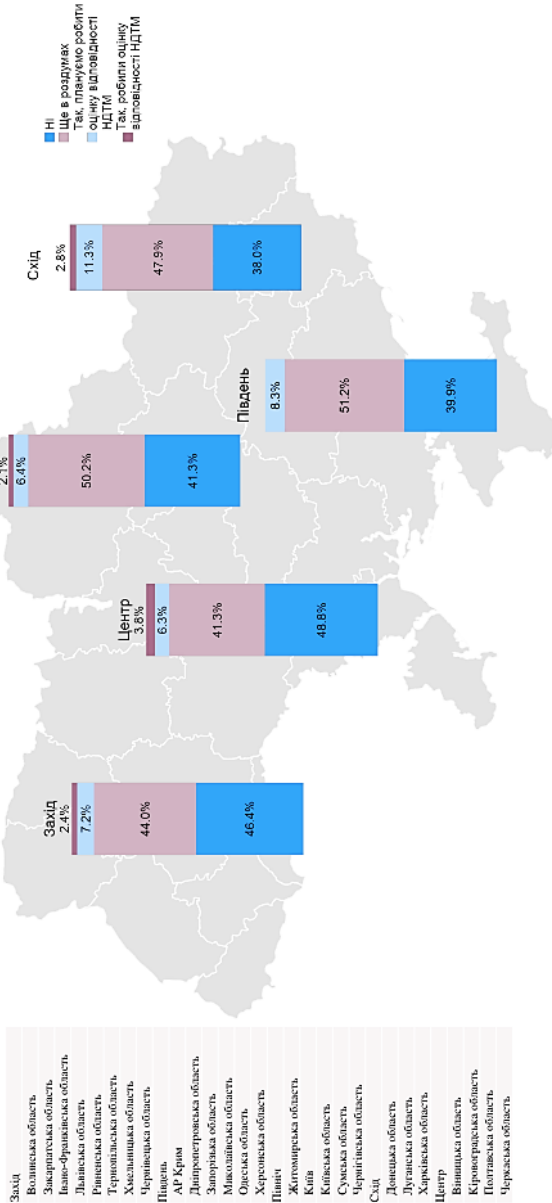 Захід
Волинська область
Закарпатська область
Івано-Франківська область
Львівська область
Рівненська область
Тернопільська область
Хмельницька область
Чернівецька область
Південь
АР Крим
Дніпропетровська область
Запорізька область
Миколаївська область
Одеська область
Херсонська область
Північ
Житомирська область
Київ
Київська область
Сумська область
Чернігівська область
Схід
Донецька область
Луганська область
Харківська область
Центр
Вінницька область
Кіровоградська область
Полтавська область
Черкаська область
Захід
2.4%
7.2%
44.0%
46.4%
Центр
3.8%
6.3%
41.3%
48.8%
2.1%
6.4%
50.2%
41.3%
Південь
8.3%
51.2%
39.9%
Схід
2.8%
11.3%
47.9%
38.0%
Ні
Ще в роздумах
Так, плануємо робити
оцінку відповідності
НДТМ
Так, робили оцінку
відповідності НДТМ